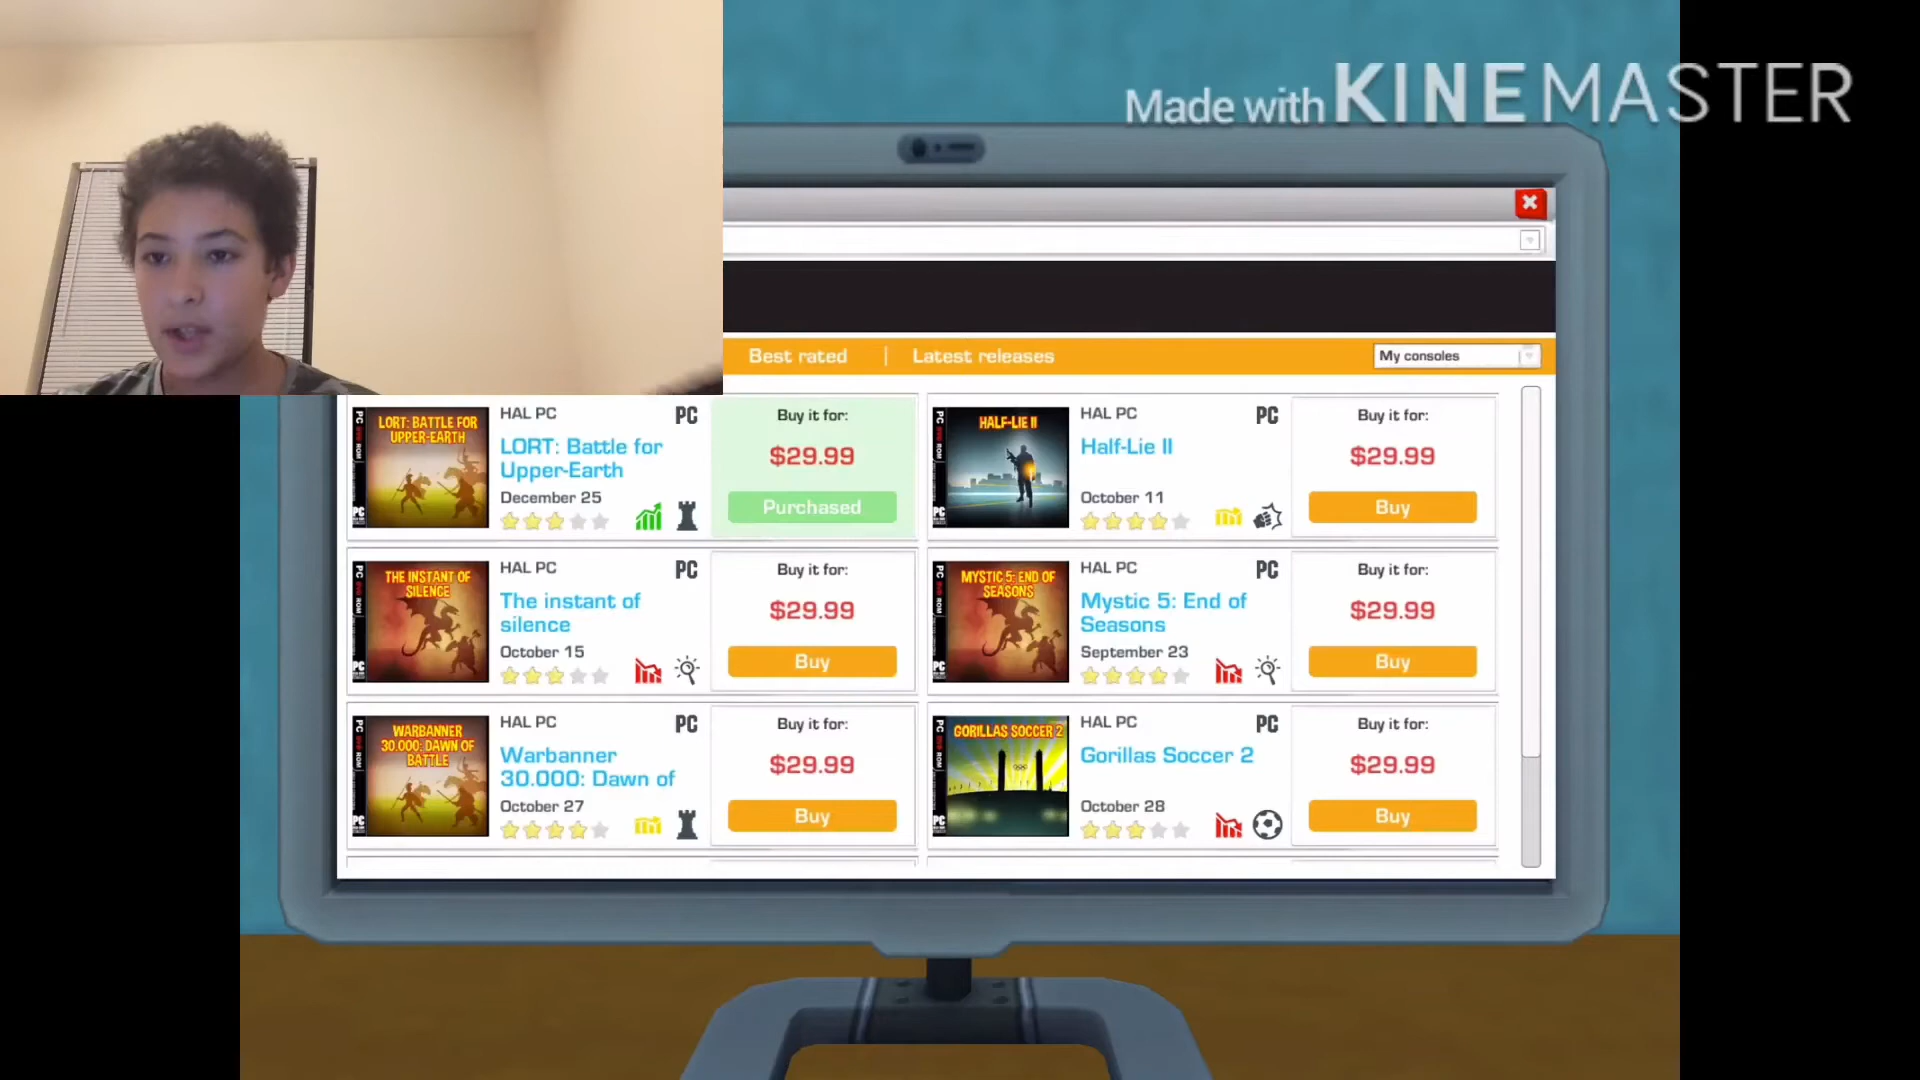 Made with KINEMASTER
Best rated | Latest releases
My consoles
LORT: BATTLE FOR
UPPER-EARTH
HAL PC
PC
LORT: Battle for
Upper-Earth
December 25
Buy it for:
$29.99
Purchased
HALF-LIE II
HAL PC
PC
Half-Lie II
October 11
Buy it for:
$29.99
Buy
THE INSTANT OF
SILENCE
HAL PC
PC
The instant of
silence
October 15
Buy it for:
$29.99
Buy
MYSTIC 5: END OF
SEASONS
HAL PC
PC
Mystic 5: End of
Seasons
September 23
Buy it for:
$29.99
Buy
WARBANNER
30.000: DAWN OF
BATTLE
HAL PC
PC
Warbanner
30.000: Dawn of
October 27
Buy it for:
$29.99
Buy
GORILLAS SOCCER 2
HAL PC
PC
Gorillas Soccer 2
October 28
Buy it for:
$29.99
Buy